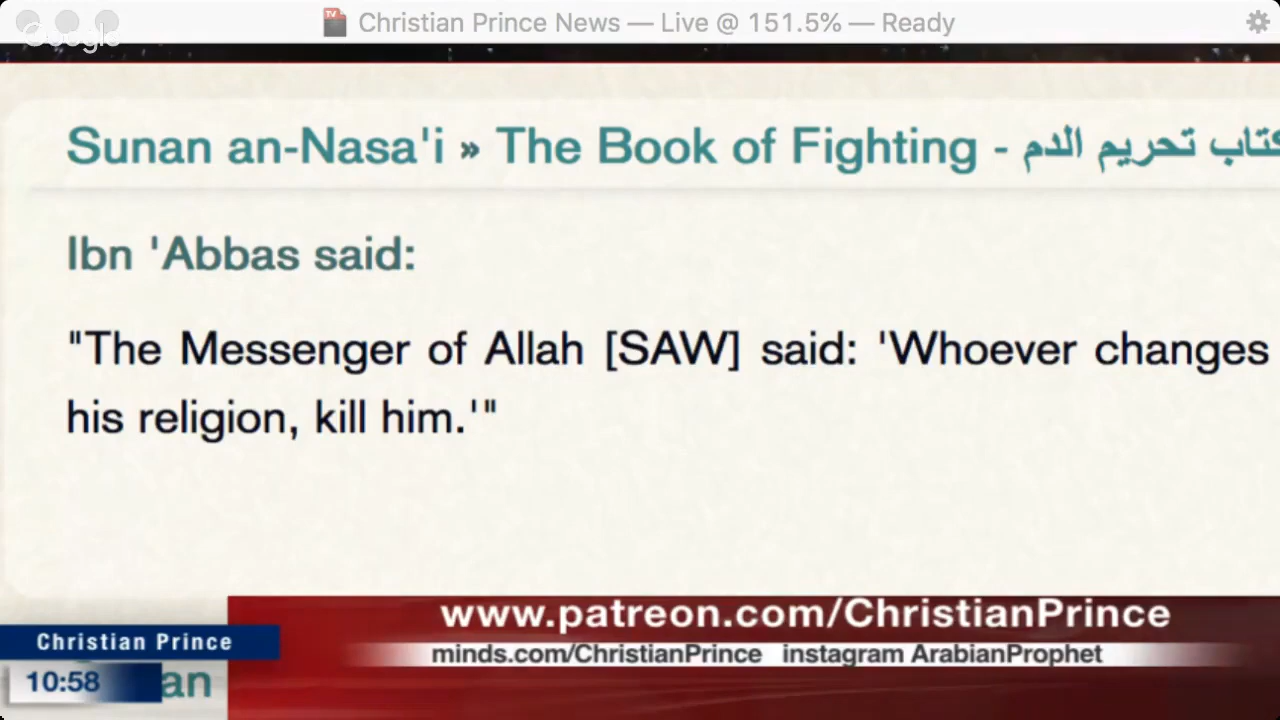 Christian Prince News — Live @ 151.5% — Ready
Google
Sunan an-Nasa'i » The Book of Fighting - كتاب تحريم الدم
Ibn 'Abbas said:
"The Messenger of Allah [SAW] said: 'Whoever changes
his religion, kill him.'"
www.patreon.com/ChristianPrince
Christian Prince
minds.com/ChristianPrince instagram ArabianProphet
10:58
an